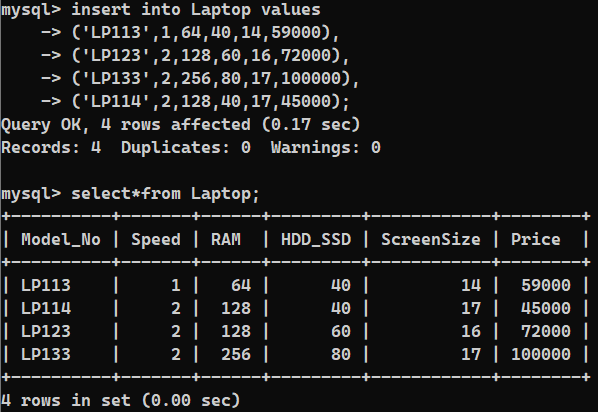 mysql> insert into Laptop values
    -> ('LP113',1,64,40,14,59000),
    -> ('LP123',2,128,60,16,72000),
    -> ('LP133',2,256,80,17,100000),
    -> ('LP114',2,128,40,17,45000);
Query OK, 4 rows affected (0.17 sec)
Records: 4  Duplicates: 0  Warnings: 0

mysql> select*from Laptop;
+----------+-------+------+---------+------------+--------+
| Model_No | Speed | RAM  | HDD_SSD | ScreenSize | Price  |
+----------+-------+------+---------+------------+--------+
| LP113    |     1 |   64 |      40 |         14 |  59000 |
| LP114    |     2 |  128 |      40 |         17 |  45000 |
| LP123    |     2 |  128 |      60 |         16 |  72000 |
| LP133    |     2 |  256 |      80 |         17 | 100000 |
+----------+-------+------+---------+------------+--------+
4 rows in set (0.00 sec)